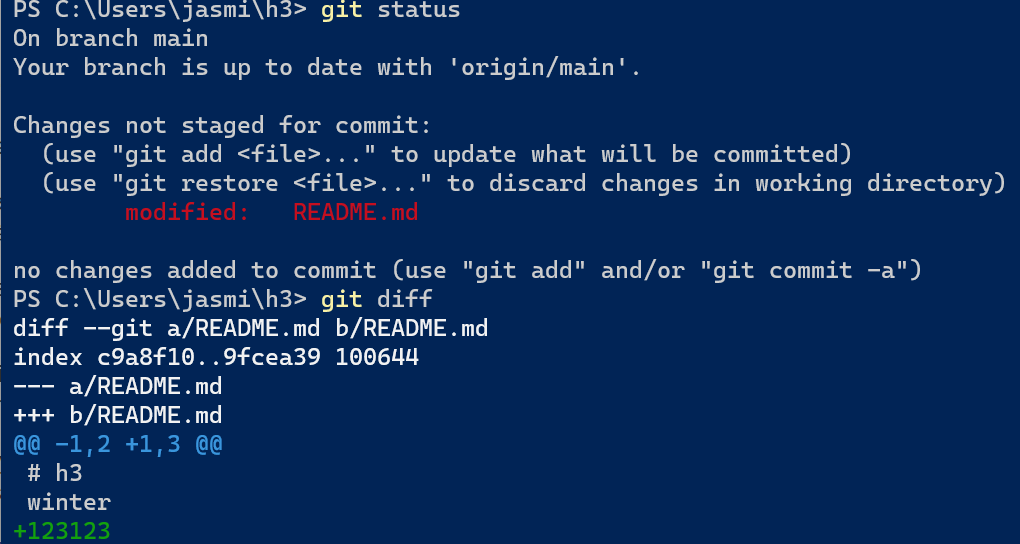 PS C:\Users\jasmi\h3> git status
On branch main
Your branch is up to date with 'origin/main'.

Changes not staged for commit:
  (use "git add <file>..." to update what will be committed)
  (use "git restore <file>..." to discard changes in working directory)
        modified:   README.md

no changes added to commit (use "git add" and/or "git commit -a")
PS C:\Users\jasmi\h3> git diff
diff --git a/README.md b/README.md
index c9a8f10..9fcea39 100644
--- a/README.md
+++ b/README.md
@@ -1,2 +1,3 @@
 # h3
 winter
+123123